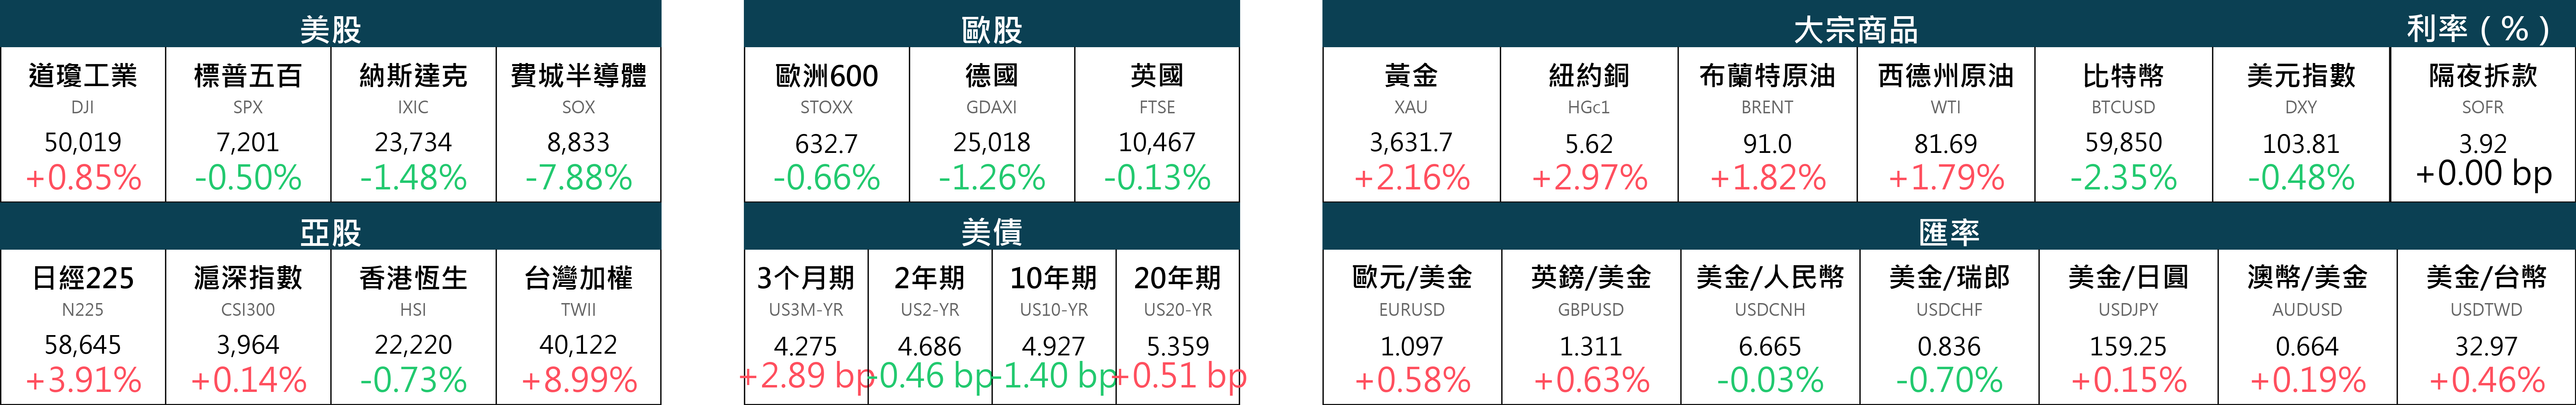 美股
道瓊工業 標普五百 納斯達克 費城半導體
DJI SPX IXIC SOX
50,019 7,201 23,734 8,833
+0.85% -0.50% -1.48% -7.88%
亞股
日經225 滬深指數 香港恆生 台灣加權
N225 CSI300 HSI TWII
58,645 3,964 22,220 40,122
+3.91% +0.14% -0.73% +8.99%
歐股
歐洲600 德國 英國
STOXX GDAXI FTSE
632.7 25,018 10,467
-0.66% -1.26% -0.13%
美債
3个月期 2年期 10年期 20年期
US3M-YR US2-YR US10-YR US20-YR
4.275 4.686 4.927 5.359
+2.89 bp -0.46 bp -1.40 bp +0.51 bp
大宗商品 利率（%）
黃金 紐約銅 布蘭特原油 西德州原油 比特幣 美元指數 隔夜拆款
XAU HGc1 BRENT WTI BTCUSD DXY SOFR
3,631.7 5.62 91.0 81.69 59,850 103.81 3.92
+2.16% +2.97% +1.82% +1.79% -2.35% -0.48% +0.00 bp
匯率
歐元/美金 英鎊/美金 美金/人民幣 美金/瑞郎 美金/日圓 澳幣/美金 美金/台幣
EURUSD GBPUSD USDCNH USDCHF USDJPY AUDUSD USDTWD
1.097 1.311 6.665 0.836 159.25 0.664 32.97
+0.58% +0.63% -0.03% -0.70% +0.15% +0.19% +0.46%